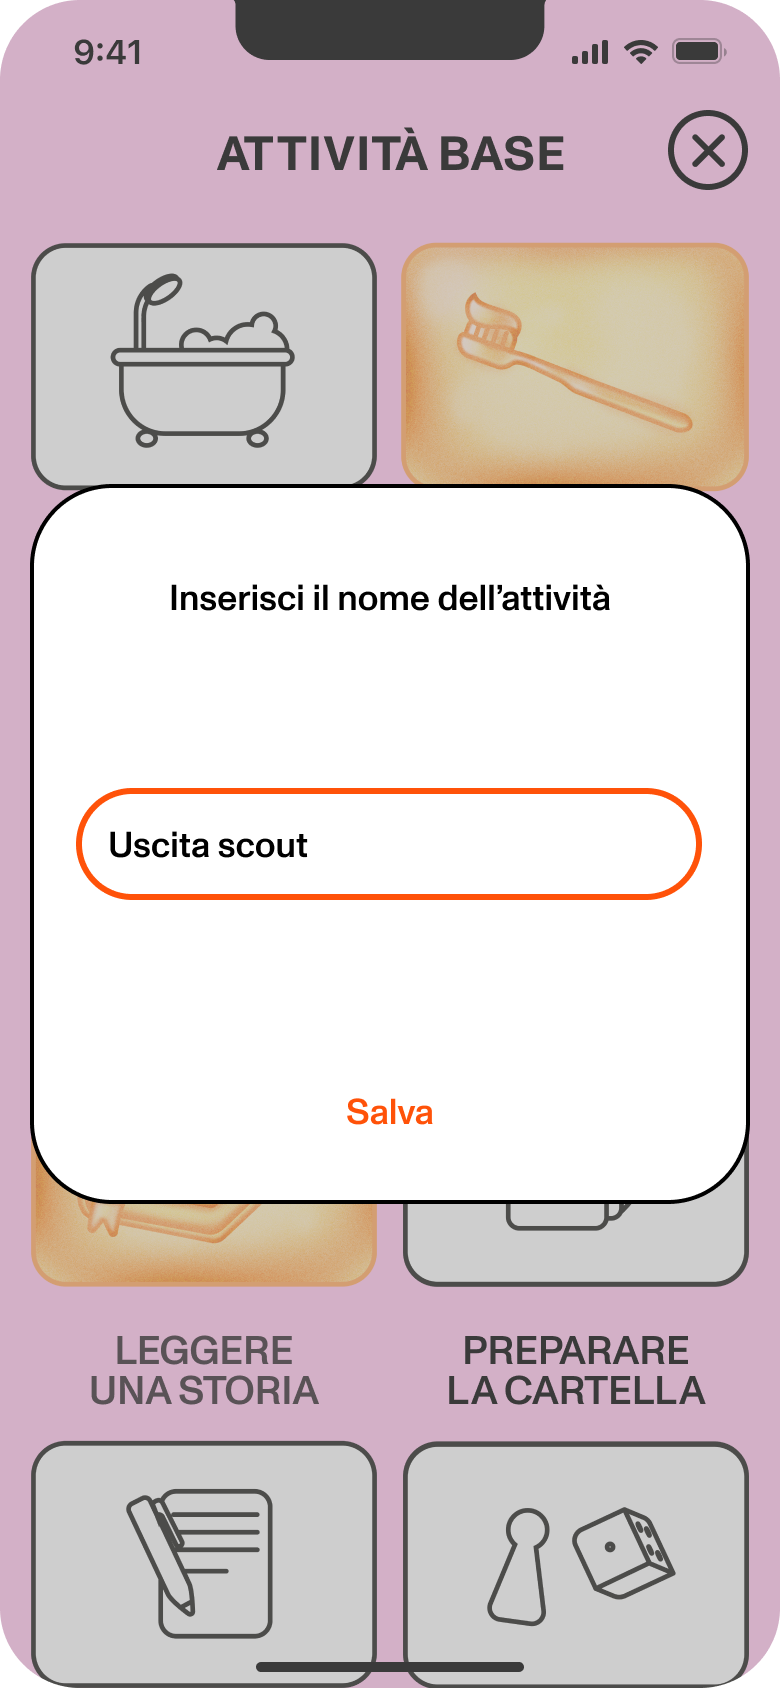 9:41
ATTIVITÀ BASE
Inserisci il nome dell’attività
Uscita scout
Salva
LEGGERE
UNA STORIA
PREPARARE
LA CARTELLA